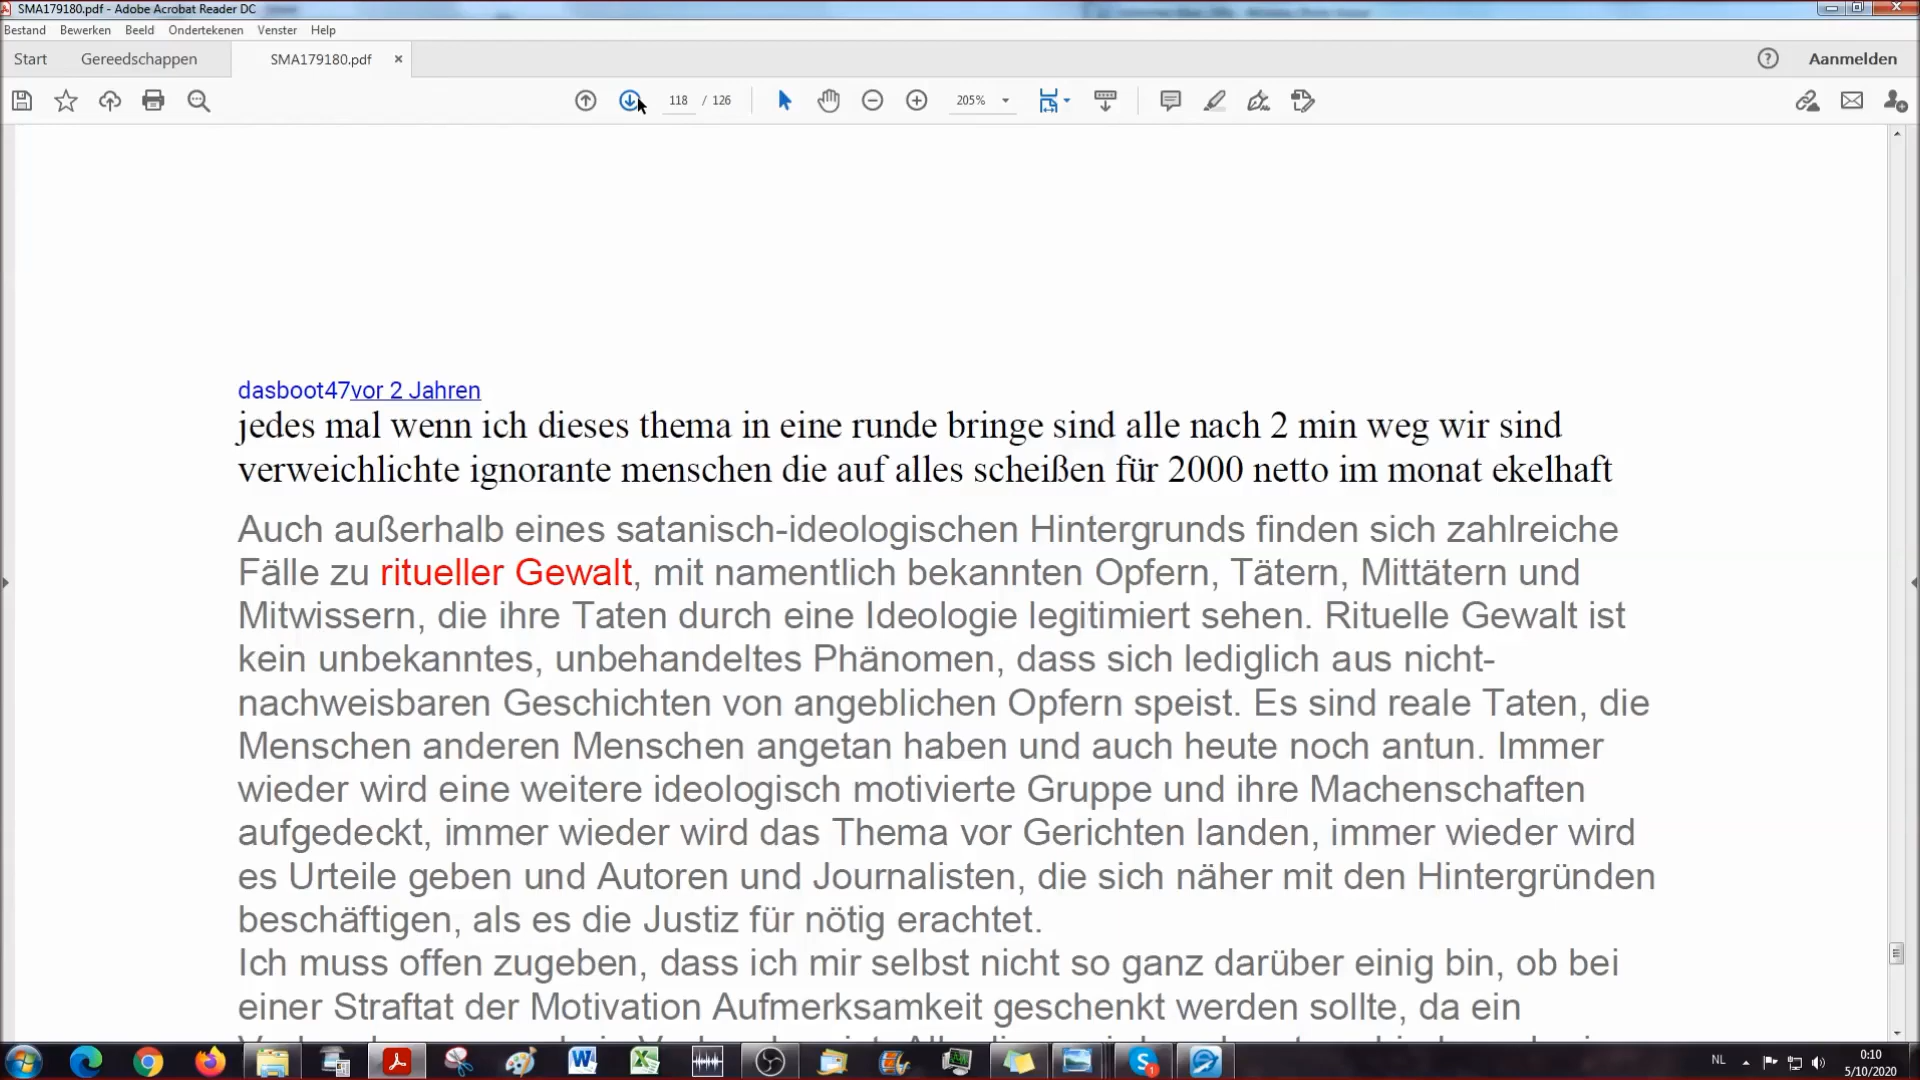 SMA179180.pdf - Adobe Acrobat Reader DC
Bestand Bewerken Beeld Ondertekenen Venster Help
Start Gereedschappen SMA179180.pdf × Aanmelden
118 / 126 205%
dasboot47vor 2 Jahren
jedes mal wenn ich dieses thema in eine runde bringe sind alle nach 2 min weg wir sind
verweichlichte ignorante menschen die auf alles scheißen für 2000 netto im monat ekelhaft
Auch außerhalb eines satanisch-ideologischen Hintergrunds finden sich zahlreiche
Fälle zu ritueller Gewalt, mit namentlich bekannten Opfern, Tätern, Mittätern und
Mitwissern, die ihre Taten durch eine Ideologie legitimiert sehen. Rituelle Gewalt ist
kein unbekanntes, unbehandeltes Phänomen, dass sich lediglich aus nicht-
nachweisbaren Geschichten von angeblichen Opfern speist. Es sind reale Taten, die
Menschen anderen Menschen angetan haben und auch heute noch antun. Immer
wieder wird eine weitere ideologisch motivierte Gruppe und ihre Machenschaften
aufgedeckt, immer wieder wird das Thema vor Gerichten landen, immer wieder wird
es Urteile geben und Autoren und Journalisten, die sich näher mit den Hintergründen
beschäftigen, als es die Justiz für nötig erachtet.
Ich muss offen zugeben, dass ich mir selbst nicht so ganz darüber einig bin, ob bei
einer Straftat der Motivation Aufmerksamkeit geschenkt werden sollte, da ein
NL 0:10
5/10/2020